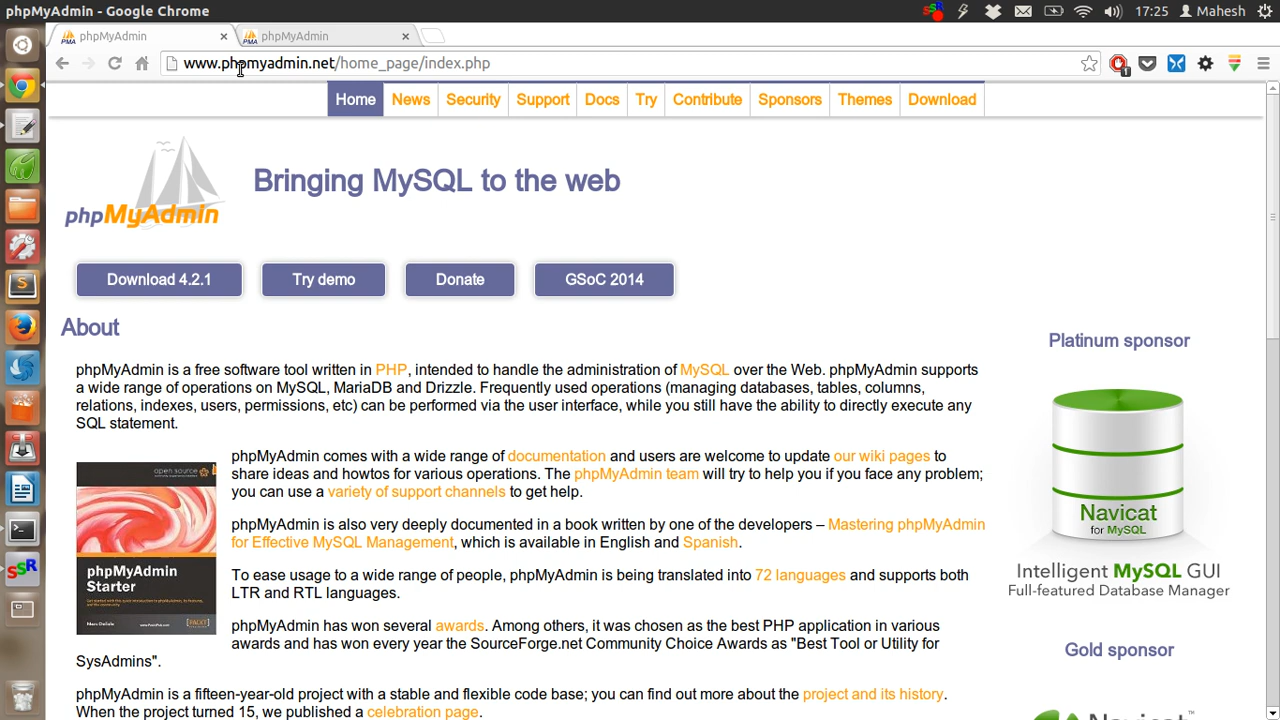 phpMyAdmin - Google Chrome
17:25
Mahesh
phpMyAdmin
phpMyAdmin
www.phpmyadmin.net/home_page/index.php
Home News Security Support Docs Try Contribute Sponsors Themes Download
phpMyAdmin
Bringing MySQL to the web
Download 4.2.1
Try demo
Donate
GSoC 2014
About
phpMyAdmin is a free software tool written in PHP, intended to handle the administration of MySQL over the Web. phpMyAdmin supports
a wide range of operations on MySQL, MariaDB and Drizzle. Frequently used operations (managing databases, tables, columns,
relations, indexes, users, permissions, etc) can be performed via the user interface, while you still have the ability to directly execute any
SQL statement.
phpMyAdmin comes with a wide range of documentation and users are welcome to update our wiki pages to
share ideas and howtos for various operations. The phpMyAdmin team will try to help you if you face any problem;
you can use a variety of support channels to get help.
open source
phpMyAdmin
Starter
Marc Delisle
[PACKT]
phpMyAdmin is also very deeply documented in a book written by one of the developers – Mastering phpMyAdmin
for Effective MySQL Management, which is available in English and Spanish.
To ease usage to a wide range of people, phpMyAdmin is being translated into 72 languages and supports both
LTR and RTL languages.
phpMyAdmin has won several awards. Among others, it was chosen as the best PHP application in various
awards and has won every year the SourceForge.net Community Choice Awards as "Best Tool or Utility for
SysAdmins".
phpMyAdmin is a fifteen-year-old project with a stable and flexible code base; you can find out more about the project and its history.
When the project turned 15, we published a celebration page.
Platinum sponsor
Navicat
for MySQL
Intelligent MySQL GUI
Full-featured Database Manager
Gold sponsor
Navicat™